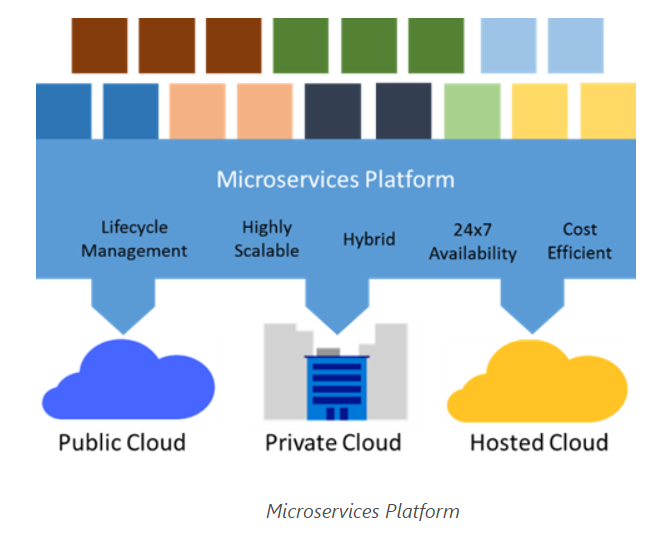 Microservices Platform
Lifecycle
Management
Highly
Scalable
Hybrid
24x7
Availability
Cost
Efficient
Public Cloud
Private Cloud
Hosted Cloud
Microservices Platform